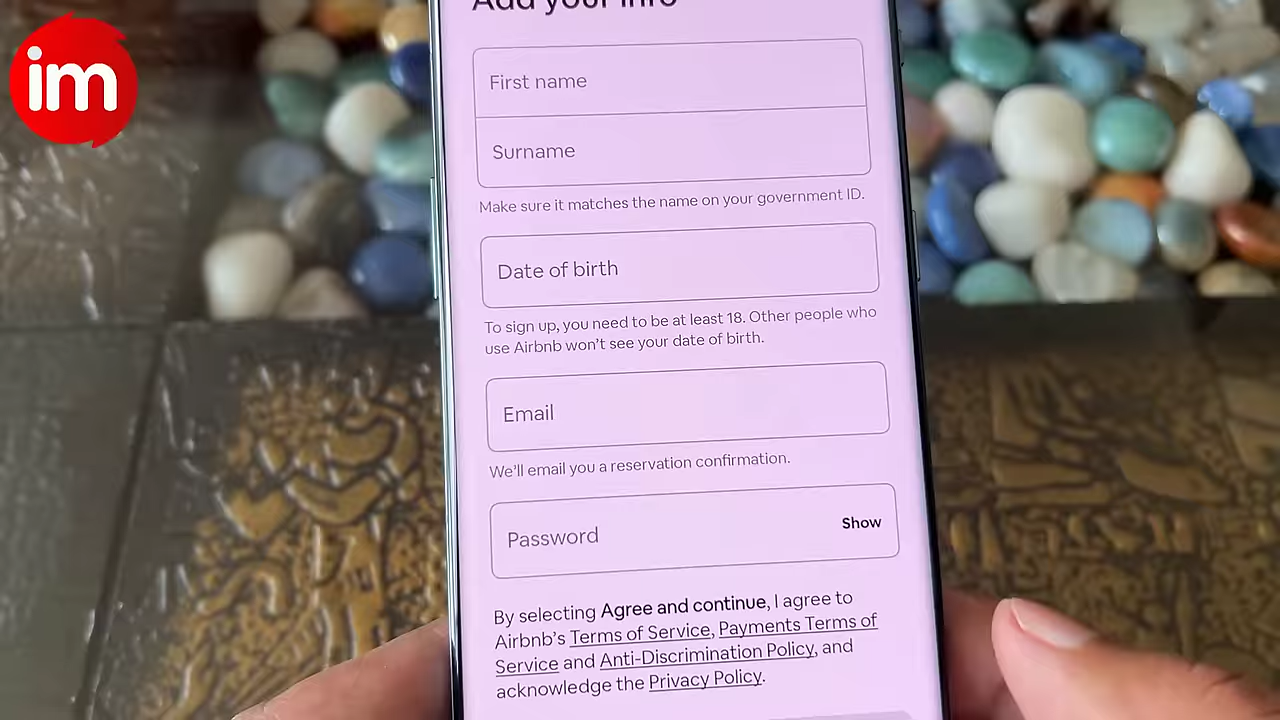 im
Add your info
First name
Surname
Make sure it matches the name on your government ID.
Date of birth
To sign up, you need to be at least 18. Other people who
use Airbnb won’t see your date of birth.
Email
We’ll email you a reservation confirmation.
Password
Show
By selecting Agree and continue, I agree to
Airbnb’s Terms of Service, Payments Terms of
Service and Anti-Discrimination Policy, and
acknowledge the Privacy Policy.